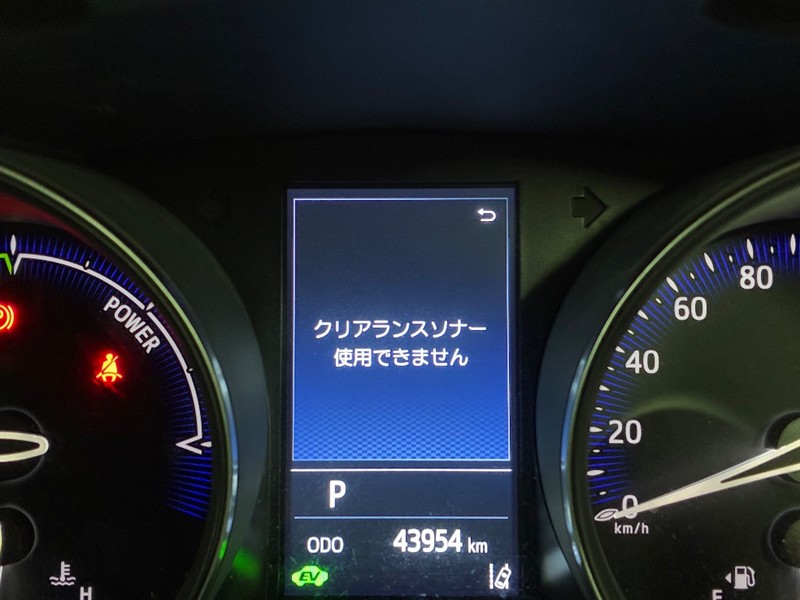 POWER
H
クリアランスソナー
使用できません
P
ODO 43954 km
EV
80
60
40
20
0
km/h
F